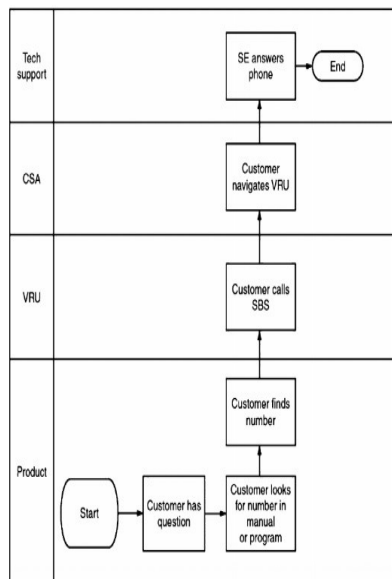 Tech
support
SE answers
phone
End
CSA
Customer
navigates VRU
VRU
Customer calls
SBS
Product
Customer finds
number
Start
Customer has
question
Customer looks
for number in
manual
or program